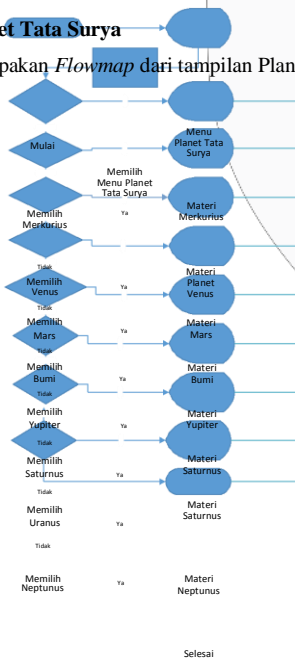 et Tata Surya
pakan Flowmap dari tampilan Plan
Mulai
Menu
Planet Tata
Surya
Memilih
Menu Planet
Tata Surya
Memilih
Merkurius
Ya
Materi
Merkurius
Tidak
Memilih
Venus
Ya
Materi
Planet
Venus
Tidak
Memilih
Mars
Ya
Materi
Mars
Tidak
Memilih
Bumi
Ya
Materi
Bumi
Tidak
Memilih
Yupiter
Ya
Materi
Yupiter
Tidak
Memilih
Saturnus
Ya
Materi
Saturnus
Tidak
Memilih
Uranus
Ya
Materi
Saturnus
Tidak
Memilih
Neptunus
Ya
Materi
Neptunus
Selesai